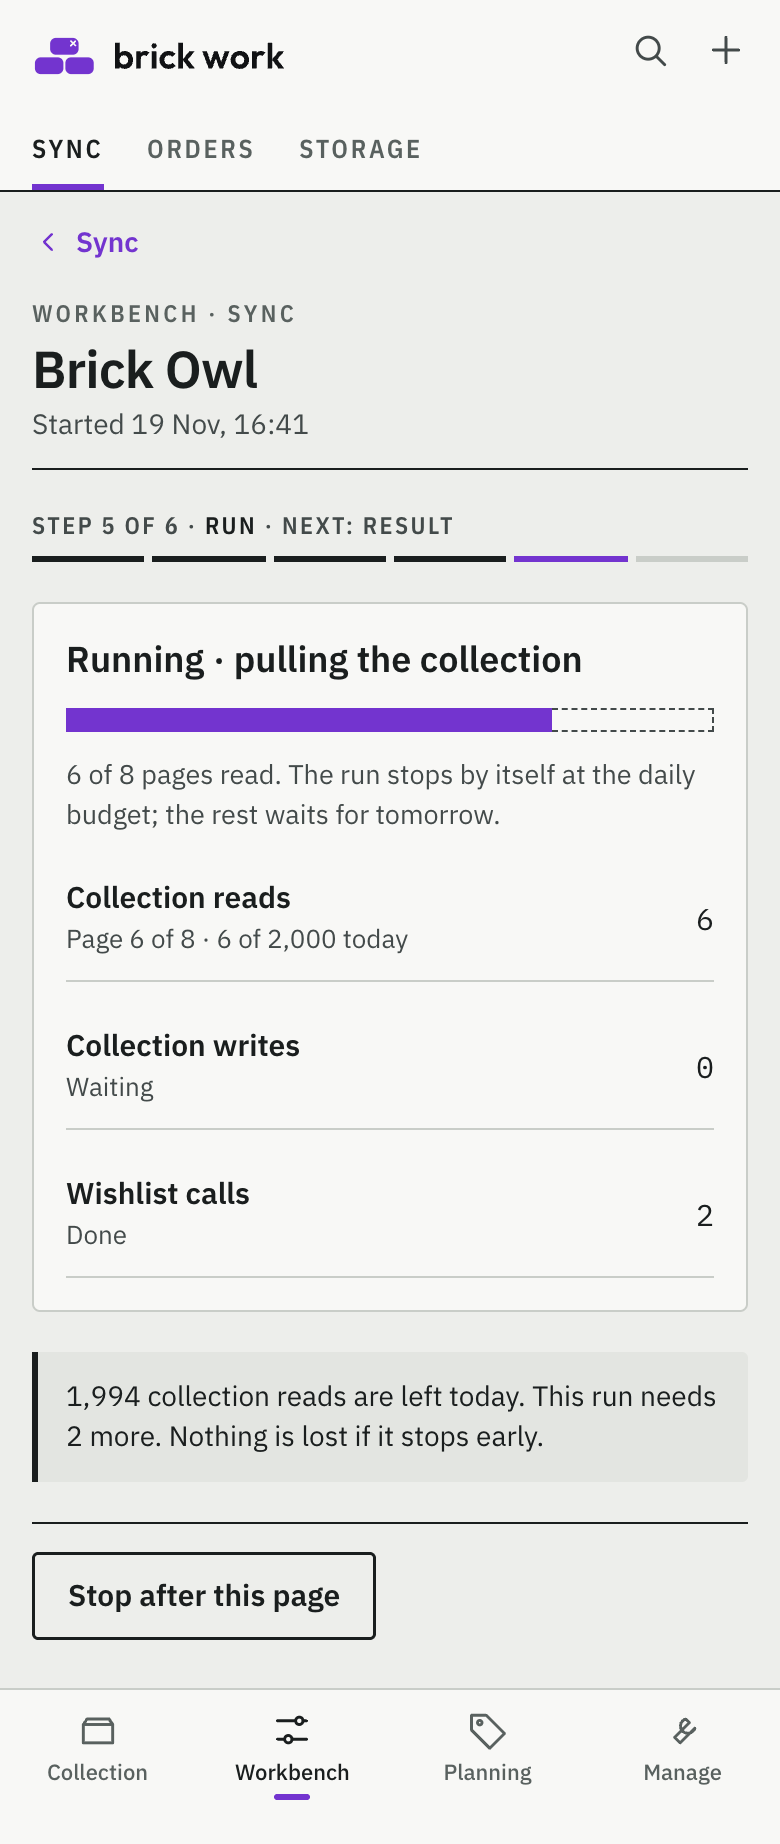 brick work
SYNC ORDERS STORAGE
Sync
WORKBENCH · SYNC
Brick Owl
Started 19 Nov, 16:41
STEP 5 OF 6 · RUN · NEXT: RESULT
Running · pulling the collection
6 of 8 pages read. The run stops by itself at the daily
budget; the rest waits for tomorrow.
Collection reads
Page 6 of 8 · 6 of 2,000 today
6
Collection writes
Waiting
0
Wishlist calls
Done
2
1,994 collection reads are left today. This run needs
2 more. Nothing is lost if it stops early.
Stop after this page
Collection Workbench Planning Manage